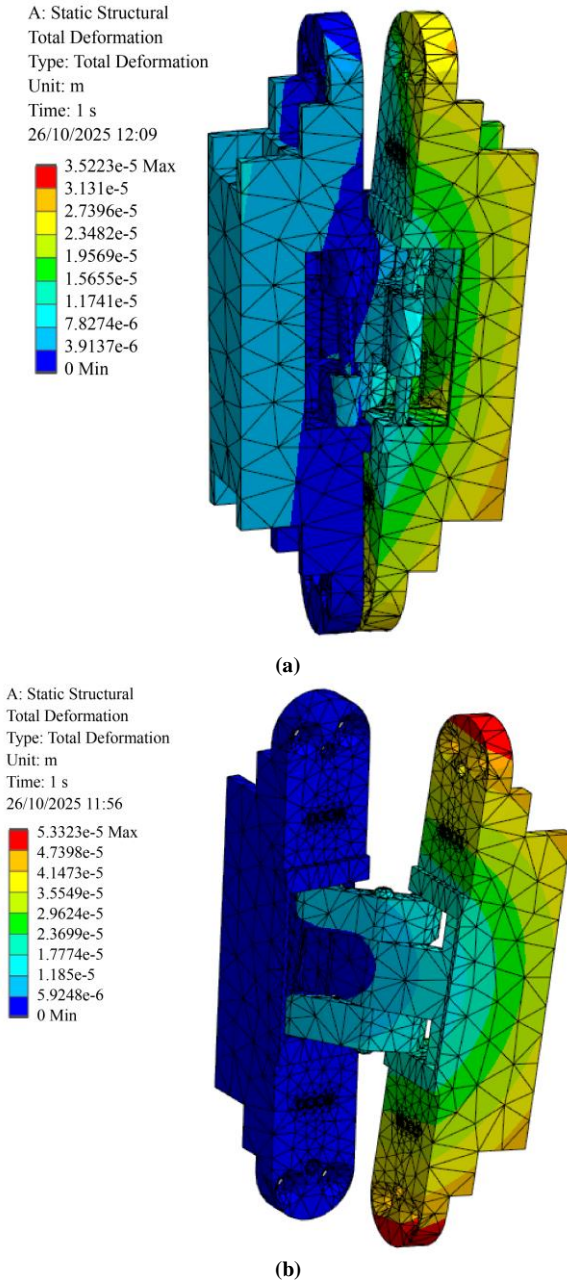 A: Static Structural
Total Deformation
Type: Total Deformation
Unit: m
Time: 1 s
26/10/2025 12:09
3.5223e-5 Max
3.131e-5
2.7396e-5
2.3482e-5
1.9569e-5
1.5655e-5
1.1741e-5
7.8274e-6
3.9137e-6
0 Min
(a)
A: Static Structural
Total Deformation
Type: Total Deformation
Unit: m
Time: 1 s
26/10/2025 11:56
5.3323e-5 Max
4.7398e-5
4.1473e-5
3.5549e-5
2.9624e-5
2.3699e-5
1.7774e-5
1.185e-5
5.9248e-6
0 Min
(b)